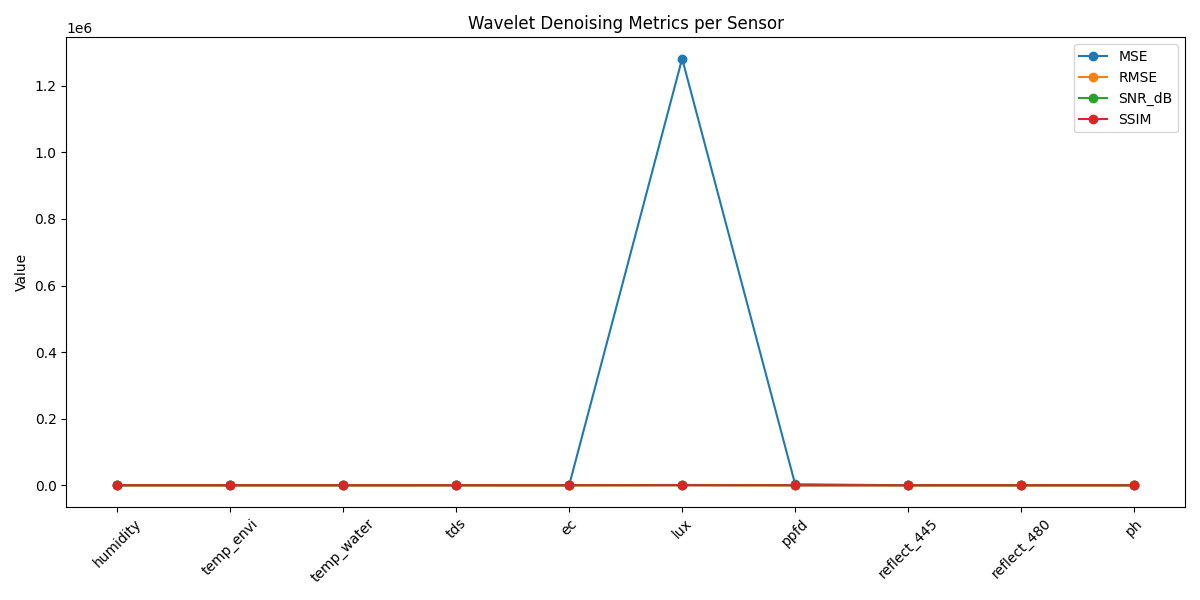 Wavelet Denoising Metrics per Sensor
1e6
MSE
RMSE
SNR_dB
SSIM
1.2
1.0
0.8
0.6
0.4
0.2
0.0
Value
humidity
temp_envi
temp_water
tds
ec
lux
ppfd
reflect_445
reflect_480
ph